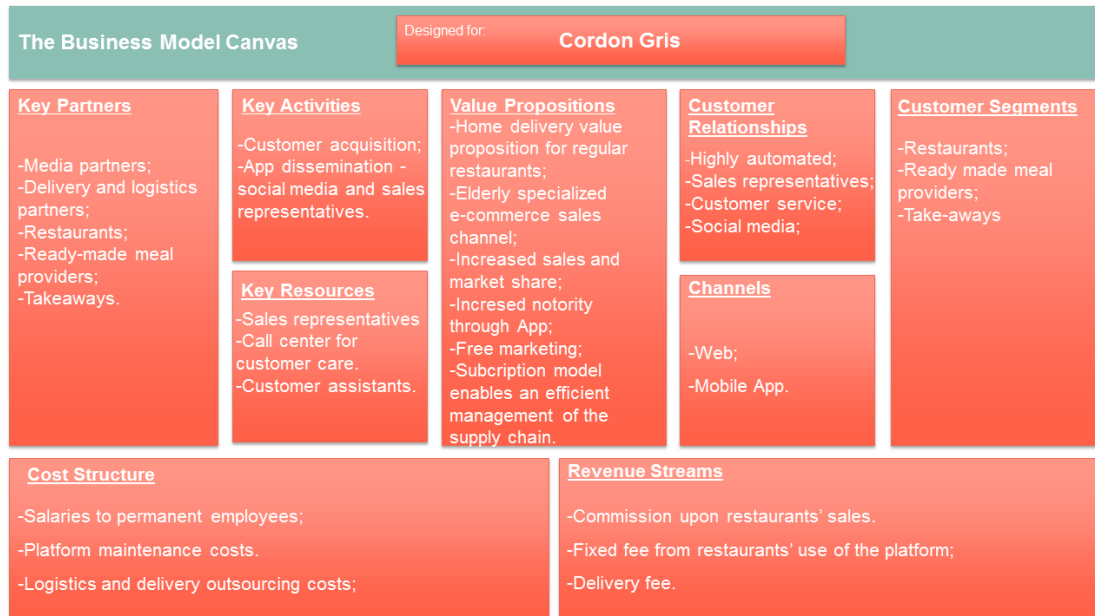 The Business Model Canvas
Designed for:
Cordon Gris
Key Partners
-Media partners;
-Delivery and logistics
partners;
-Restaurants;
-Ready-made meal
providers;
-Takeaways.
Key Activities
-Customer acquisition;
-App dissemination -
social media and sales
representatives.
Key Resources
-Sales representatives
-Call center for
customer care.
-Customer assistants.
Value Propositions
-Home delivery value
proposition for regular
restaurants;
-Elderly specialized
e-commerce sales
channel;
-Increased sales and
market share;
-Incresed notority
through App;
-Free marketing;
-Subcription model
enables an efficient
management of the
supply chain.
Customer
Relationships
-Highly automated;
-Sales representatives;
-Customer service;
-Social media;
Channels
-Web;
-Mobile App.
Customer Segments
-Restaurants;
-Ready made meal
providers;
-Take-aways
Cost Structure
-Salaries to permanent employees;
-Platform maintenance costs.
-Logistics and delivery outsourcing costs;
Revenue Streams
-Commission upon restaurants' sales.
-Fixed fee from restaurants' use of the platform;
-Delivery fee.